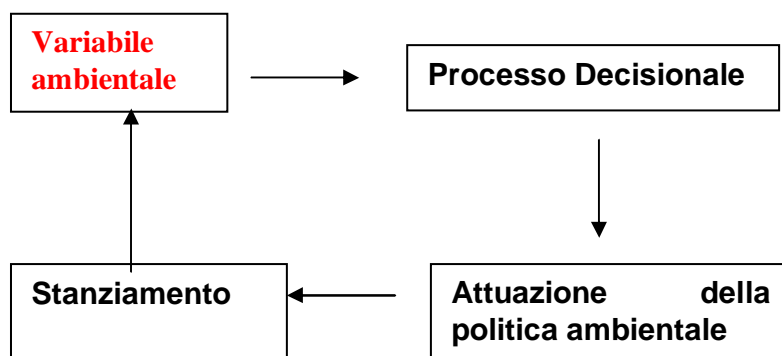 Variabile
ambientale
Processo Decisionale
Stanziamento
Attuazione della
politica ambientale